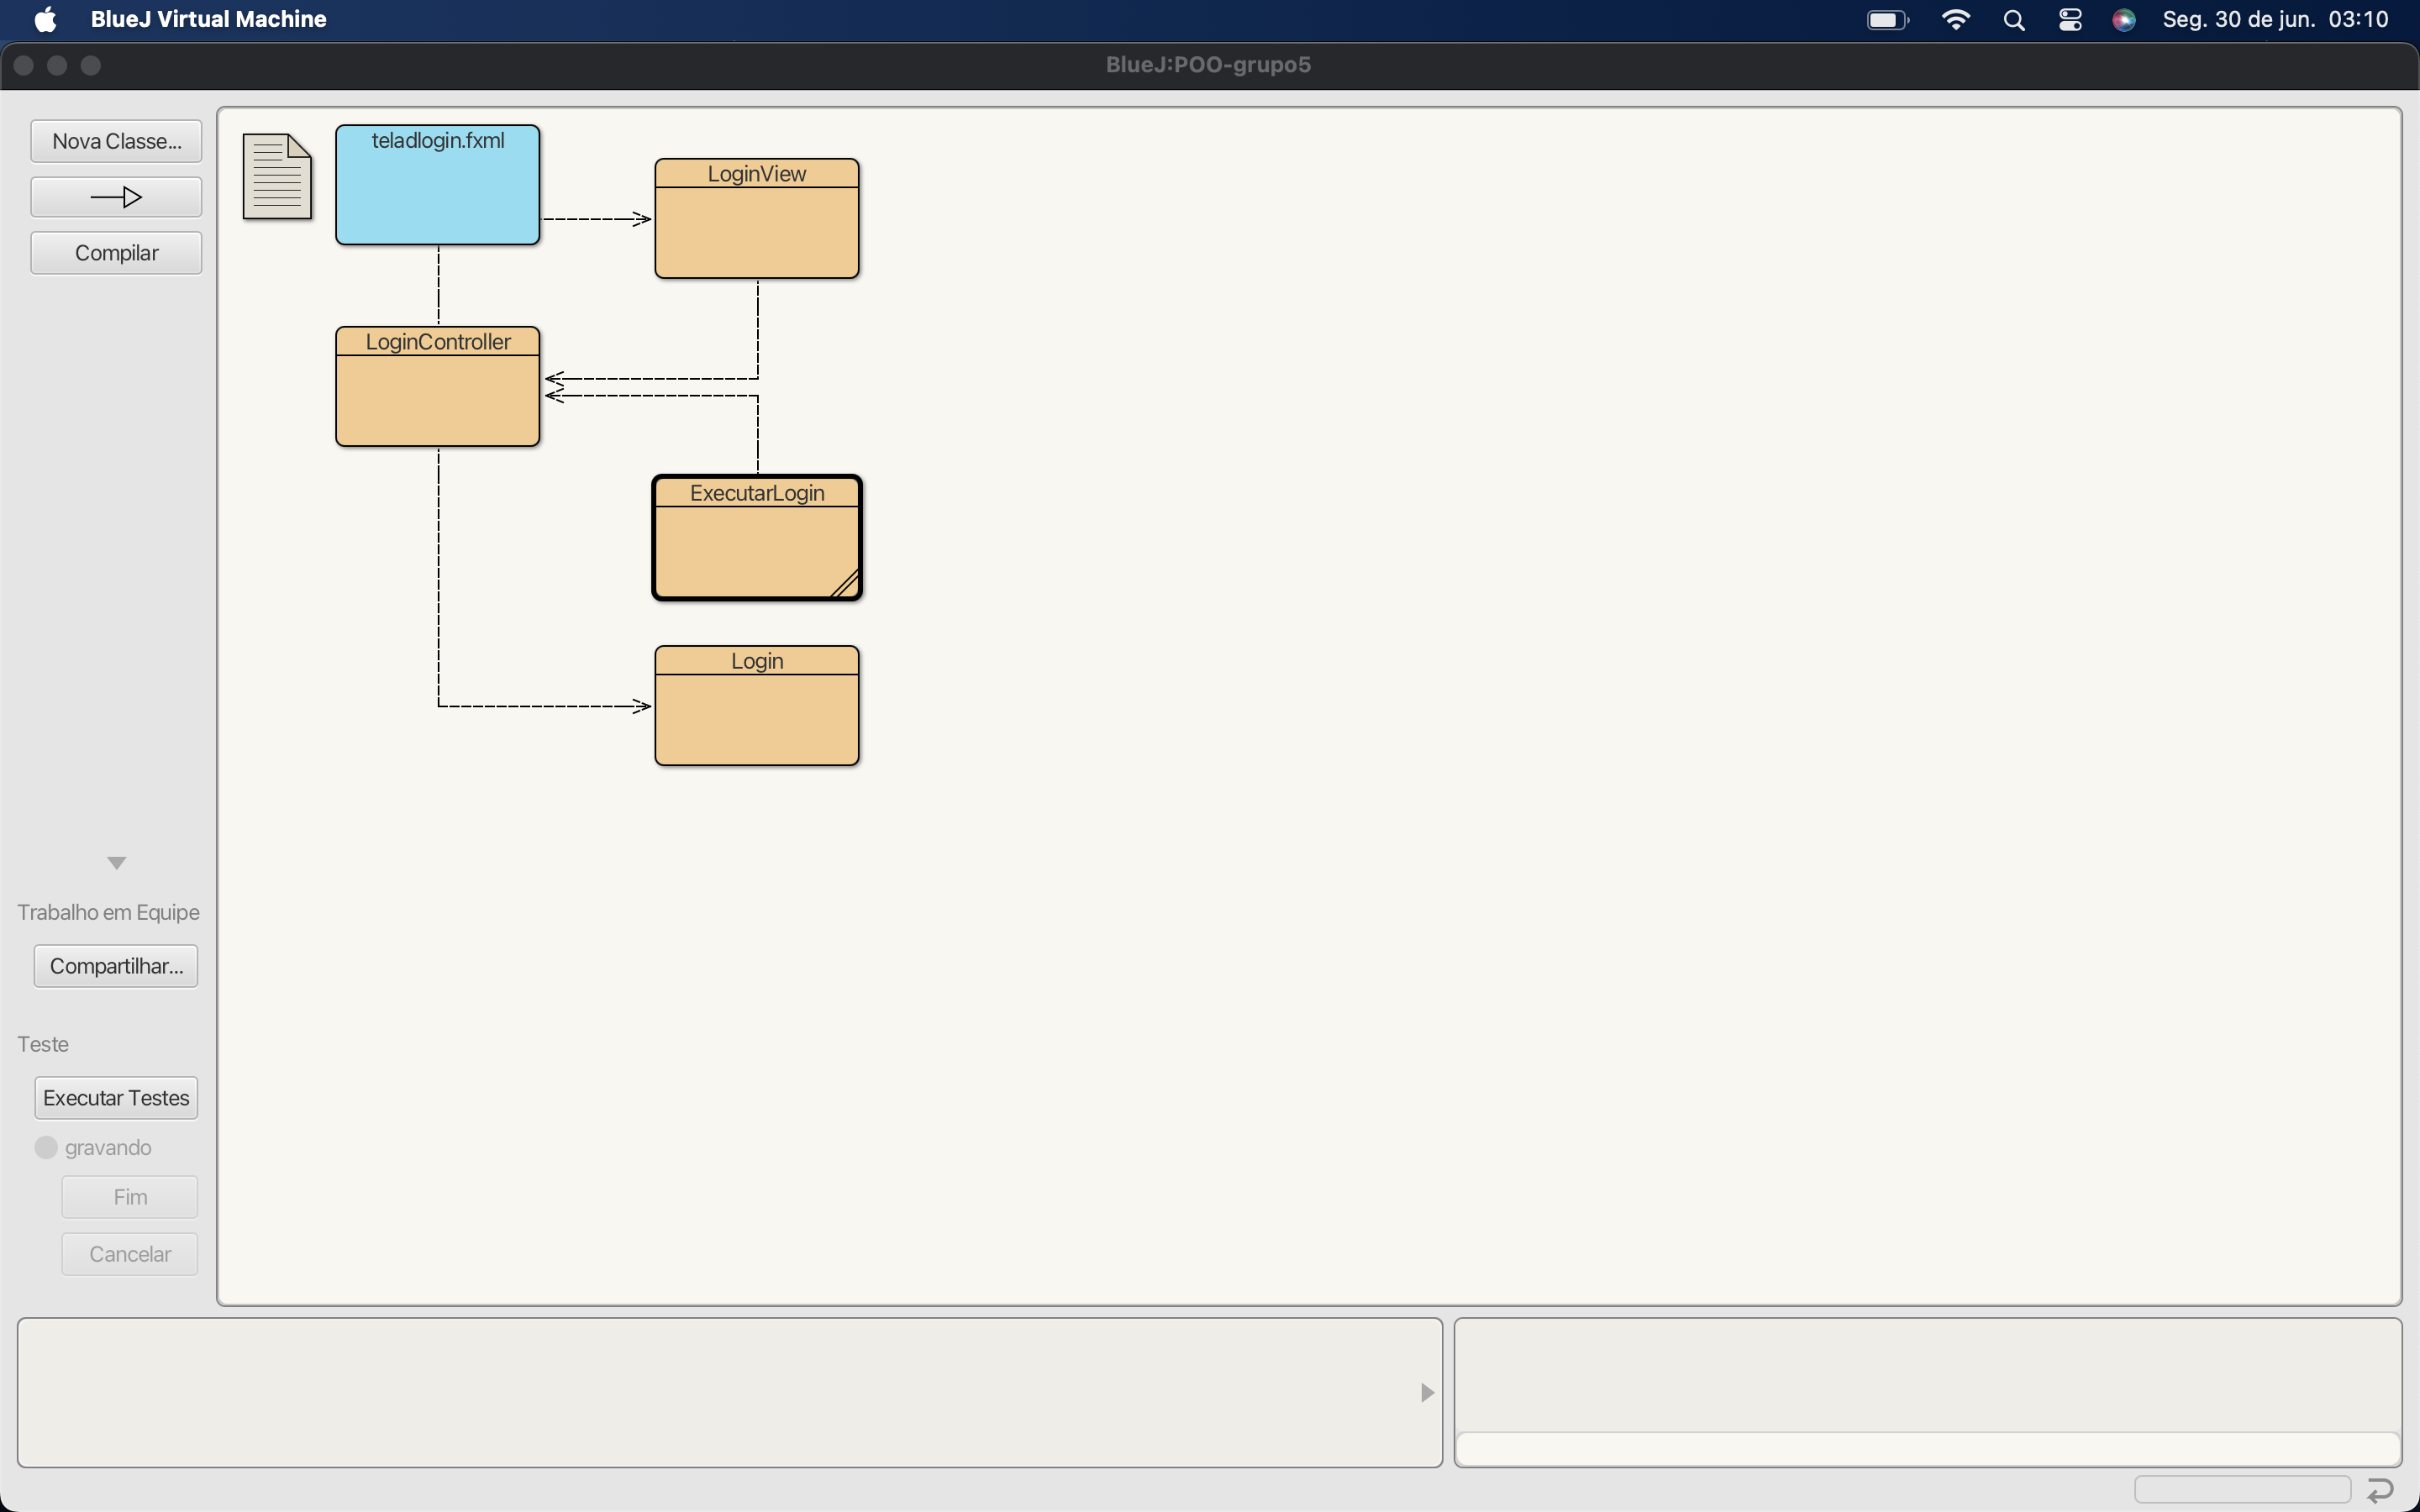 BlueJ Virtual Machine
Seg. 30 de jun. 03:10
BlueJ:POO-grupo5
Nova Classe...
Compilar
teladlogin.fxml
LoginView
LoginController
ExecutarLogin
Login
Trabalho em Equipe
Compartilhar...
Teste
Executar Testes
gravando
Fim
Cancelar